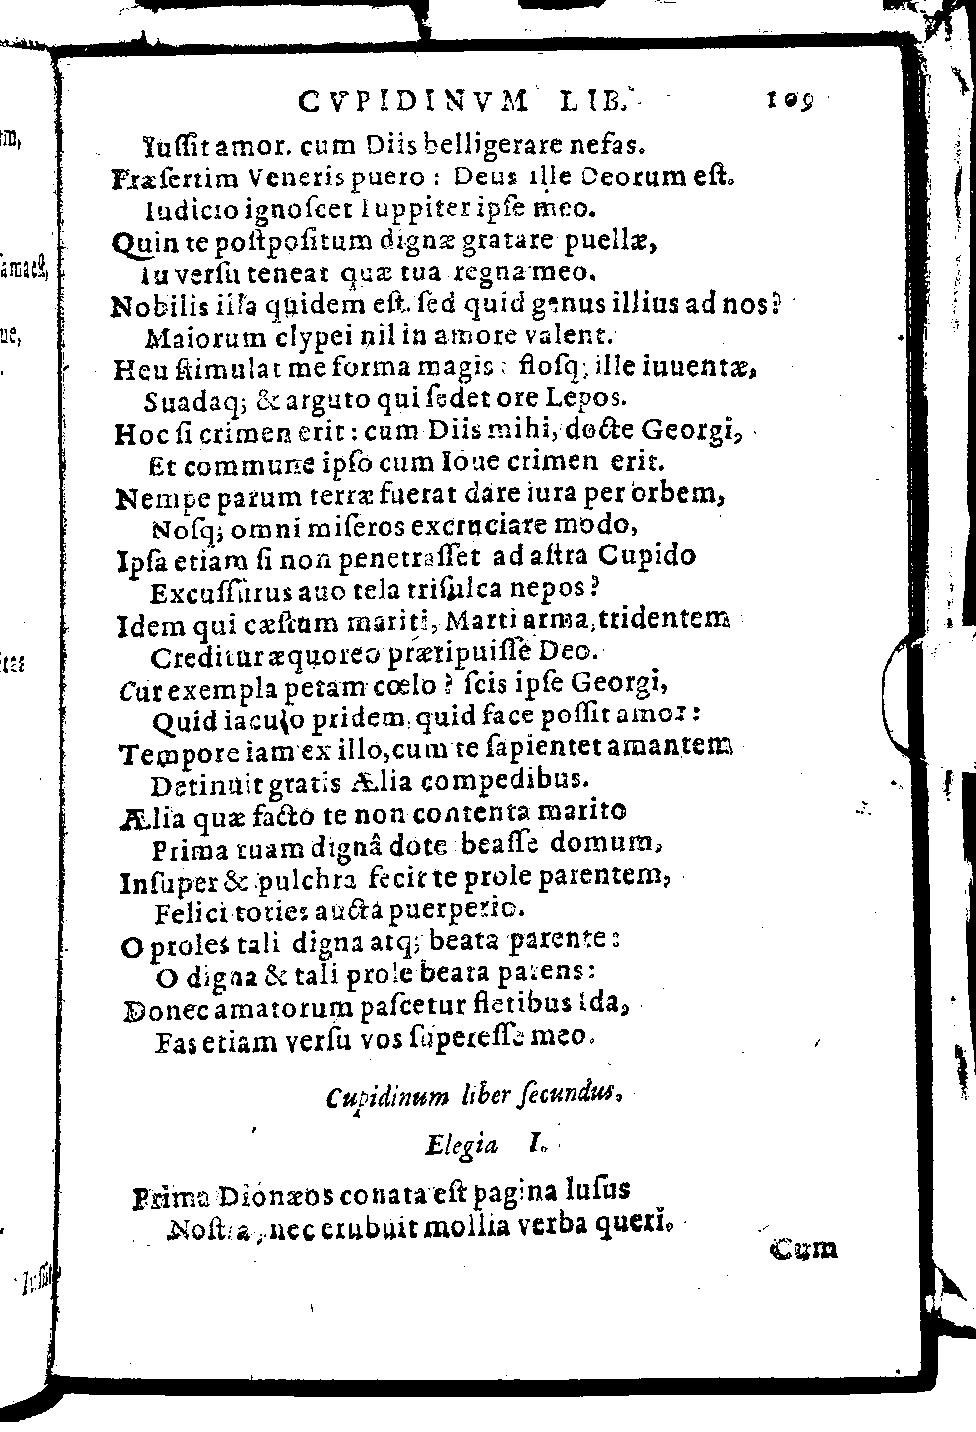 CVPIDINVM LIB. 109
Iuſſit amor. cum Diis belligerare nefas.
Præſertim Veneris puero : Deus ille Deorum eſt.
Iudicio ignoſcet Iuppiter ipſe meo.
Quin te poſtpoſitum dignæ gratare puellæ,
In verſu teneat quæ tua regna meo.
Nobilis illa quidem eſt. ſed quid genus illius ad nos?
Maiorum clypei nil in amore valent.
Heu ſtimulat me forma magis : floſq; ille iuuentæ,
Suadaq; & arguto qui ſedet ore Lepos.
Hoc ſi crimen erit : cum Diis mihi, docte Georgi,
Et commune ipſo cum Ioue crimen erit.
Nempe parum terræ fuerat dare iura per orbem,
Noſq; omni miſeros excruciare modo,
Ipſa etiam ſi non penetraſſet ad aſtra Cupido
Excuſſurus auo tela triſulca nepos?
Idem qui cæſtum mariti, Marti arma, tridentem
Creditur æquoreo præripuiſſe Deo.
Cur exempla petam cœlo? ſcis ipſe Georgi,
Quid iaculo pridem, quid face poſſit amor:
Tempore iam ex illo, cum te ſapienter amantem
Detinuit gratis Ælia compedibus.
Ælia quæ facto te non contenta marito
Prima tuam dignâ dote beaſſe domum,
Inſuper & pulchra fecit te prole parentem,
Felici toties aucta puerperio.
O proles tali digna atq; beata parente:
O digna & tali prole beata parens:
Donec amatorum paſcetur fletibus Ida,
Fas etiam verſu vos ſupereſſe meo.
Cupidinum liber ſecundus.
Elegia I.
Prima Dionæos conata eſt pagina luſus
Noſtra, nec erubuit mollia verba queri.
Cum